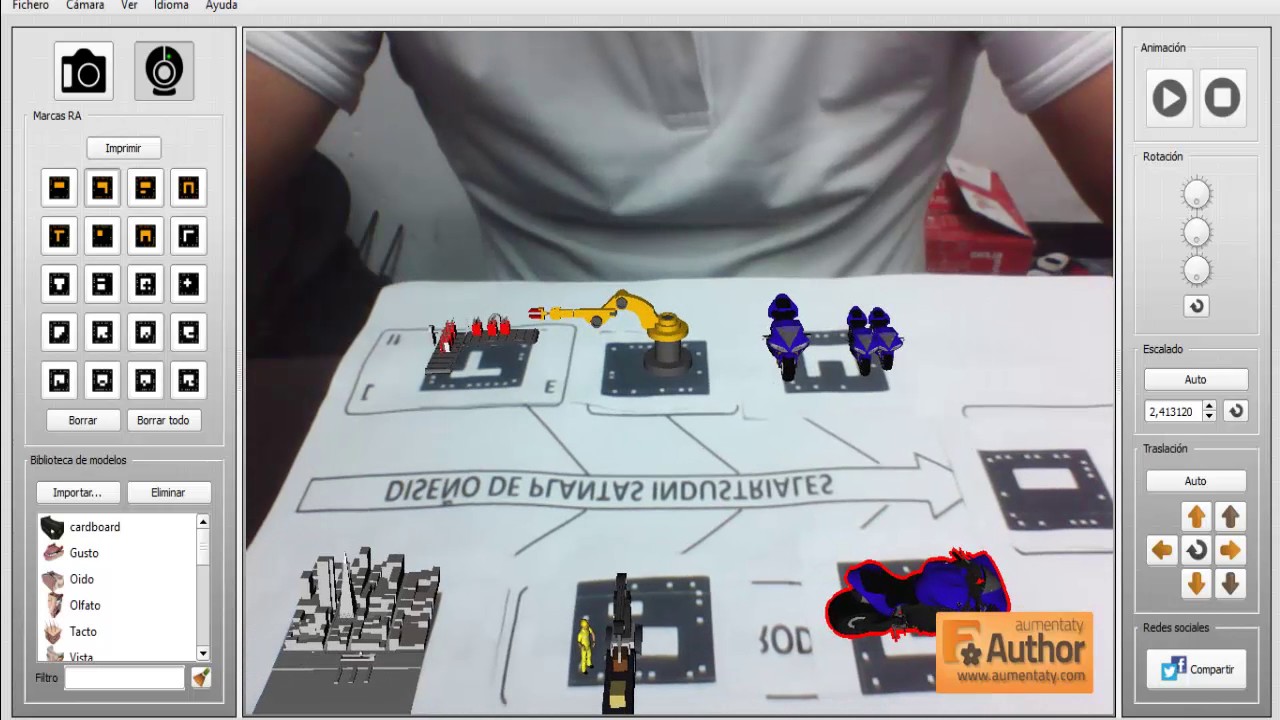 Fichero Cámara Ver Idioma Ayuda
Marcas RA
Imprimir
Borrar Borrar todo
Biblioteca de modelos
Importar... Eliminar
cardboard
Gusto
Oido
Olfato
Tacto
Vista
Filtro
E
DISEÑO DE PLANTAS INDUSTRIALES
aumentaty
Author
www.aumentaty.com
Animación
Rotación
Escalado
Auto
2,413120
Traslación
Auto
Redes sociales
Compartir